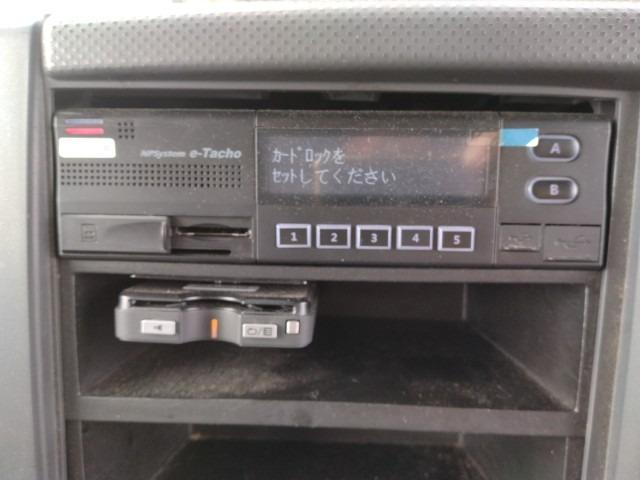 NPSystem e-Tacho
カードロックを
セットしてください
A
B
1 2 3 4 5